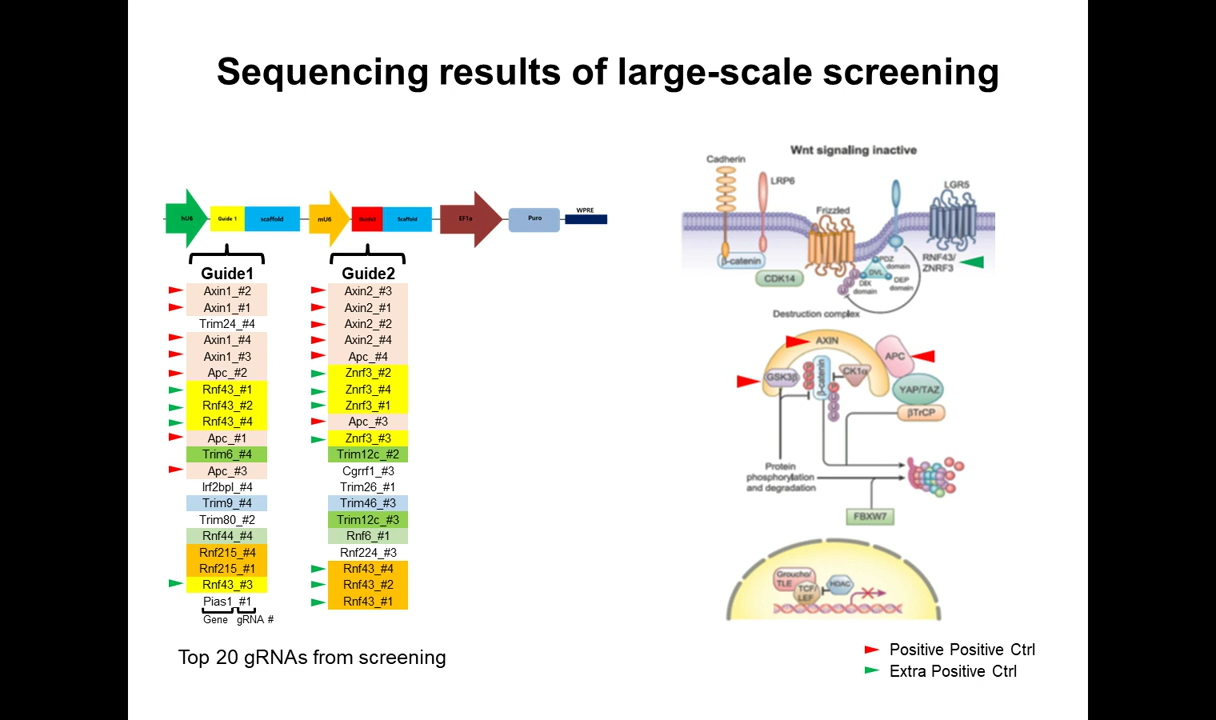 Sequencing results of large-scale screening
hU6
Guide 1
scaffold
mU6
Guide2
Scaffold
EF1a
Puro
WPRE
Guide1
Axin1_#2
Axin1_#1
Trim24_#4
Axin1_#4
Axin1_#3
Apc_#2
Rnf43_#1
Rnf43_#2
Rnf43_#4
Apc_#1
Trim6_#4
Apc_#3
Irf2bpl_#4
Trim9_#4
Trim80_#2
Rnf44_#4
Rnf215_#4
Rnf215_#1
Rnf43_#3
Pias1_#1
Gene gRNA #
Guide2
Axin2_#3
Axin2_#1
Axin2_#2
Axin2_#4
Apc_#4
Znrf3_#2
Znrf3_#4
Znrf3_#1
Apc_#3
Znrf3_#3
Trim12c_#2
Cgrrf1_#3
Trim26_#1
Trim46_#3
Trim12c_#3
Rnf6_#1
Rnf224_#3
Rnf43_#4
Rnf43_#2
Rnf43_#1
Top 20 gRNAs from screening
Wnt signaling inactive
Cadherin
LRP6
Frizzled
LGR5
β-catenin
CDK14
PDZ
domain
DVL
DEP
domain
DIX
domain
RNF43/
ZNRF3
Destruction complex
AXIN
APC
GSK3β
β-catenin
CK1α
YAP/TAZ
βTrCP
Protein
phosphorylation
and degradation
FBXW7
Groucho/
TLE
TCF/
LEF
HDAC
Positive Positive Ctrl
Extra Positive Ctrl